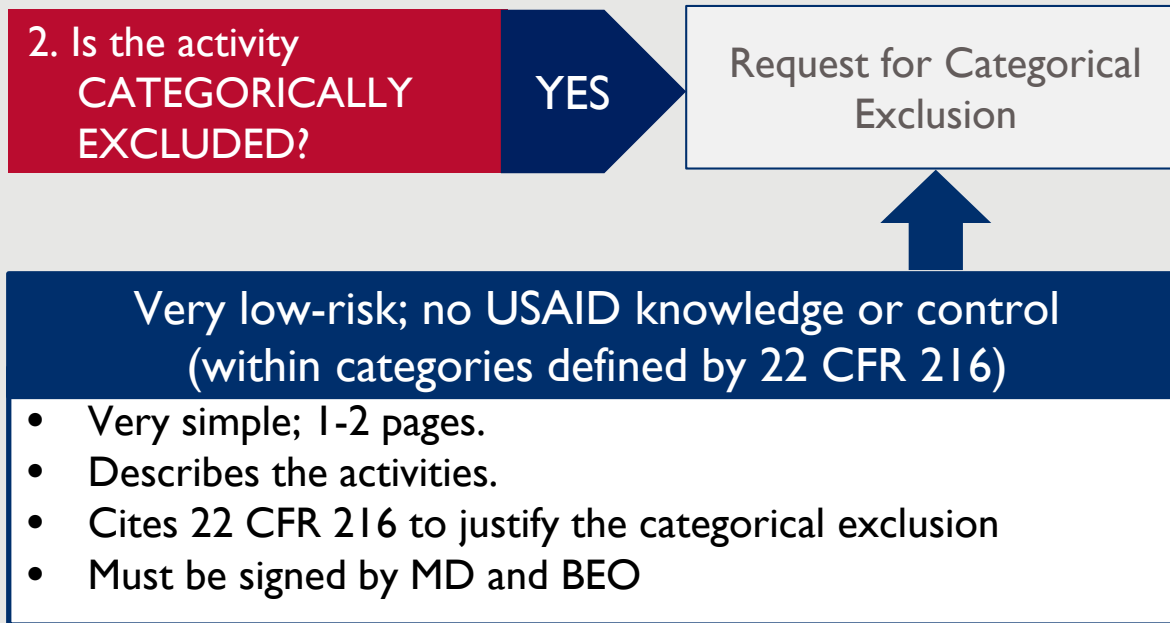 2. Is the activity
CATEGORICALLY
EXCLUDED?
YES
Request for Categorical
Exclusion
Very low-risk; no USAID knowledge or control
(within categories defined by 22 CFR 216)
• Very simple; 1-2 pages.
• Describes the activities.
• Cites 22 CFR 216 to justify the categorical exclusion
• Must be signed by MD and BEO